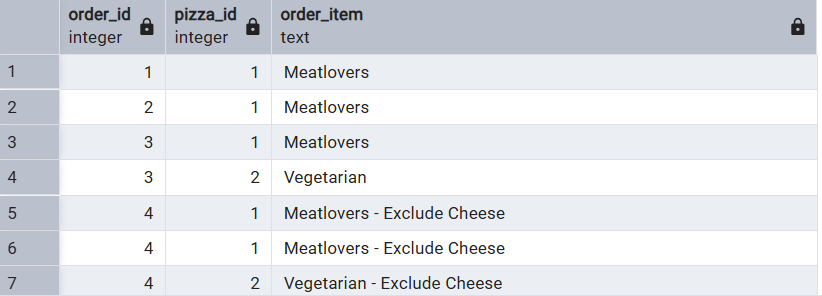 order_id pizza_id order_item
integer integer text
1 1 1 Meatlovers
2 2 1 Meatlovers
3 3 1 Meatlovers
4 3 2 Vegetarian
5 4 1 Meatlovers - Exclude Cheese
6 4 1 Meatlovers - Exclude Cheese
7 4 2 Vegetarian - Exclude Cheese